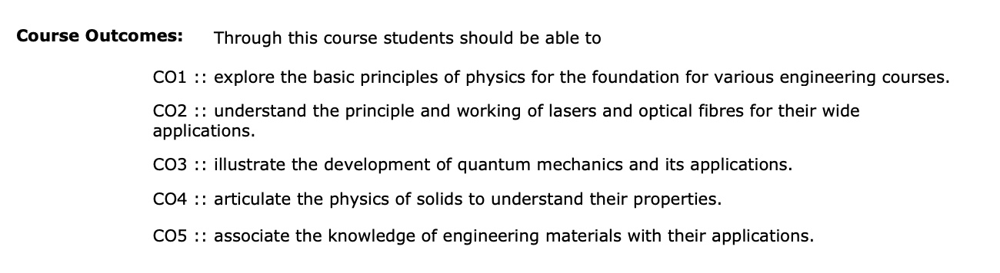 Course Outcomes: Through this course students should be able to
CO1 :: explore the basic principles of physics for the foundation for various engineering courses.
CO2 :: understand the principle and working of lasers and optical fibres for their wide
applications.
CO3 :: illustrate the development of quantum mechanics and its applications.
CO4 :: articulate the physics of solids to understand their properties.
CO5 :: associate the knowledge of engineering materials with their applications.